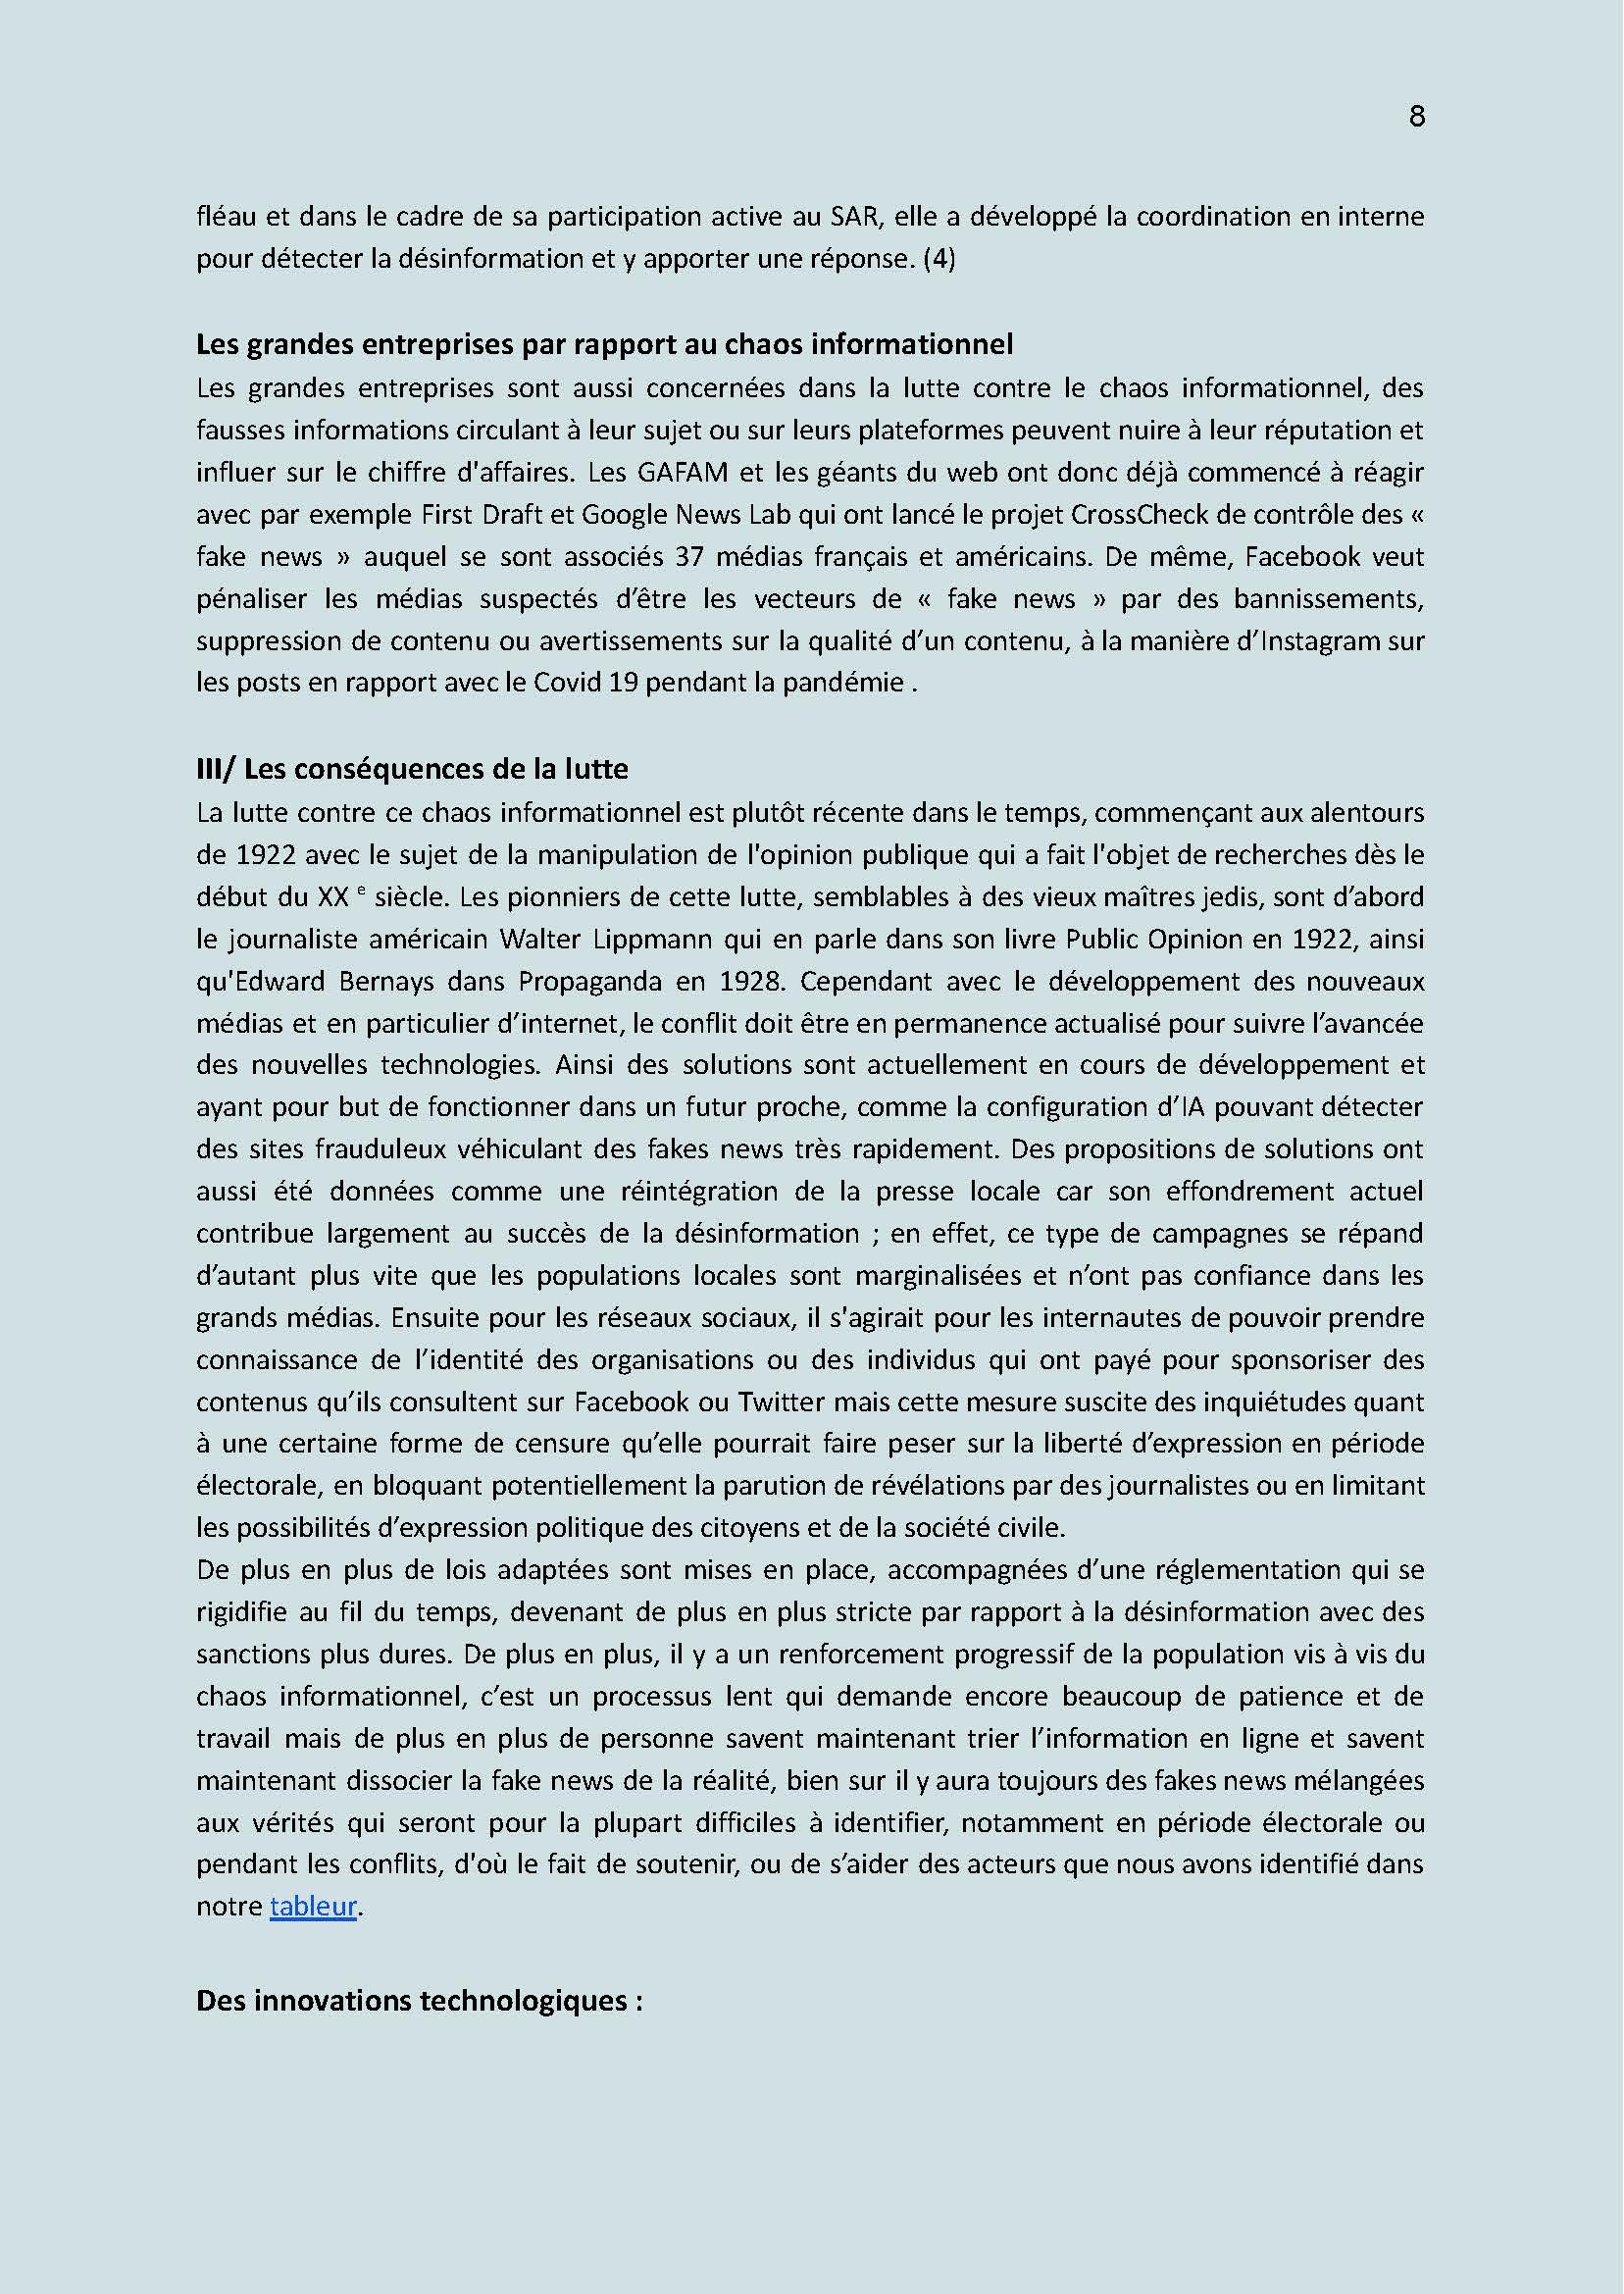 8
fléau et dans le cadre de sa participation active au SAR, elle a développé la coordination en interne
pour détecter la désinformation et y apporter une réponse. (4)
Les grandes entreprises par rapport au chaos informationnel
Les grandes entreprises sont aussi concernées dans la lutte contre le chaos informationnel, des
fausses informations circulant à leur sujet ou sur leurs plateformes peuvent nuire à leur réputation et
influer sur le chiffre d'affaires. Les GAFAM et les géants du web ont donc déjà commencé à réagir
avec par exemple First Draft et Google News Lab qui ont lancé le projet CrossCheck de contrôle des «
fake news » auquel se sont associés 37 médias français et américains. De même, Facebook veut
pénaliser les médias suspectés d’être les vecteurs de « fake news » par des bannissements,
suppression de contenu ou avertissements sur la qualité d’un contenu, à la manière d’Instagram sur
les posts en rapport avec le Covid 19 pendant la pandémie .
III/ Les conséquences de la lutte
La lutte contre ce chaos informationnel est plutôt récente dans le temps, commençant aux alentours
de 1922 avec le sujet de la manipulation de l'opinion publique qui a fait l'objet de recherches dès le
début du XX e siècle. Les pionniers de cette lutte, semblables à des vieux maîtres jedis, sont d’abord
le journaliste américain Walter Lippmann qui en parle dans son livre Public Opinion en 1922, ainsi
qu'Edward Bernays dans Propaganda en 1928. Cependant avec le développement des nouveaux
médias et en particulier d’internet, le conflit doit être en permanence actualisé pour suivre l’avancée
des nouvelles technologies. Ainsi des solutions sont actuellement en cours de développement et
ayant pour but de fonctionner dans un futur proche, comme la configuration d’IA pouvant détecter
des sites frauduleux véhiculant des fakes news très rapidement. Des propositions de solutions ont
aussi été données comme une réintégration de la presse locale car son effondrement actuel
contribue largement au succès de la désinformation ; en effet, ce type de campagnes se répand
d’autant plus vite que les populations locales sont marginalisées et n’ont pas confiance dans les
grands médias. Ensuite pour les réseaux sociaux, il s'agirait pour les internautes de pouvoir prendre
connaissance de l’identité des organisations ou des individus qui ont payé pour sponsoriser des
contenus qu’ils consultent sur Facebook ou Twitter mais cette mesure suscite des inquiétudes quant
à une certaine forme de censure qu’elle pourrait faire peser sur la liberté d’expression en période
électorale, en bloquant potentiellement la parution de révélations par des journalistes ou en limitant
les possibilités d’expression politique des citoyens et de la société civile.
De plus en plus de lois adaptées sont mises en place, accompagnées d’une réglementation qui se
rigidifie au fil du temps, devenant de plus en plus stricte par rapport à la désinformation avec des
sanctions plus dures. De plus en plus, il y a un renforcement progressif de la population vis à vis du
chaos informationnel, c’est un processus lent qui demande encore beaucoup de patience et de
travail mais de plus en plus de personne savent maintenant trier l’information en ligne et savent
maintenant dissocier la fake news de la réalité, bien sur il y aura toujours des fakes news mélangées
aux vérités qui seront pour la plupart difficiles à identifier, notamment en période électorale ou
pendant les conflits, d'où le fait de soutenir, ou de s’aider des acteurs que nous avons identifié dans
notre tableur.
Des innovations technologiques :